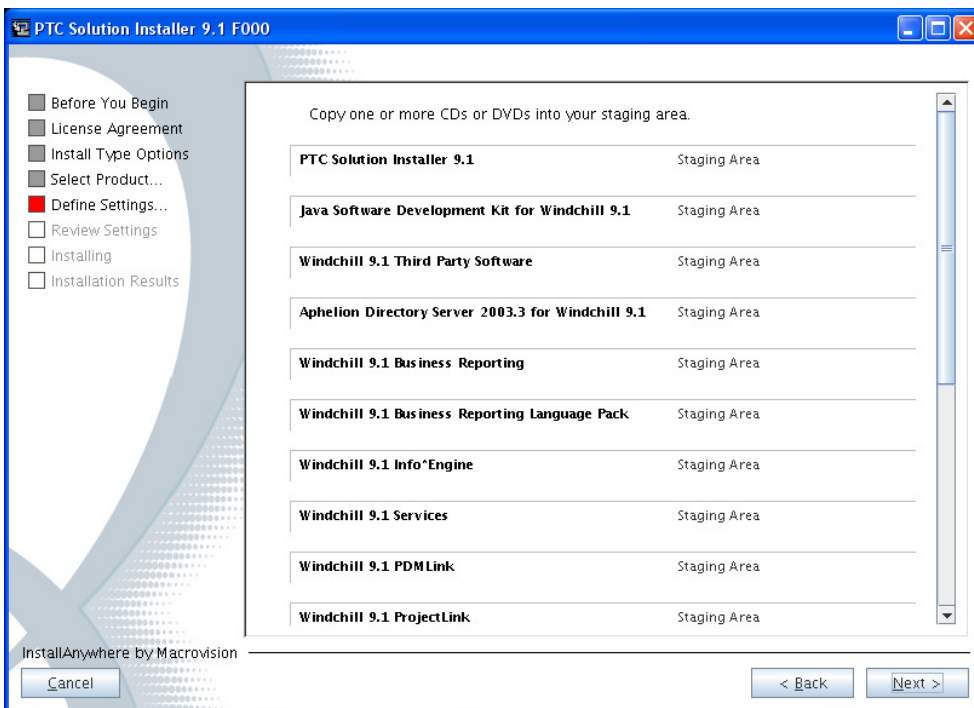 PTC Solution Installer 9.1 F000
Before You Begin
License Agreement
Install Type Options
Select Product...
Define Settings...
Review Settings
Installing
Installation Results
Copy one or more CDs or DVDs into your staging area.
PTC Solution Installer 9.1 Staging Area
Java Software Development Kit for Windchill 9.1 Staging Area
Windchill 9.1 Third Party Software Staging Area
Aphelion Directory Server 2003.3 for Windchill 9.1 Staging Area
Windchill 9.1 Business Reporting Staging Area
Windchill 9.1 Business Reporting Language Pack Staging Area
Windchill 9.1 Info*Engine Staging Area
Windchill 9.1 Services Staging Area
Windchill 9.1 PDMLink Staging Area
Windchill 9.1 ProjectLink Staging Area
InstallAnywhere by Macrovision
Cancel < Back Next >